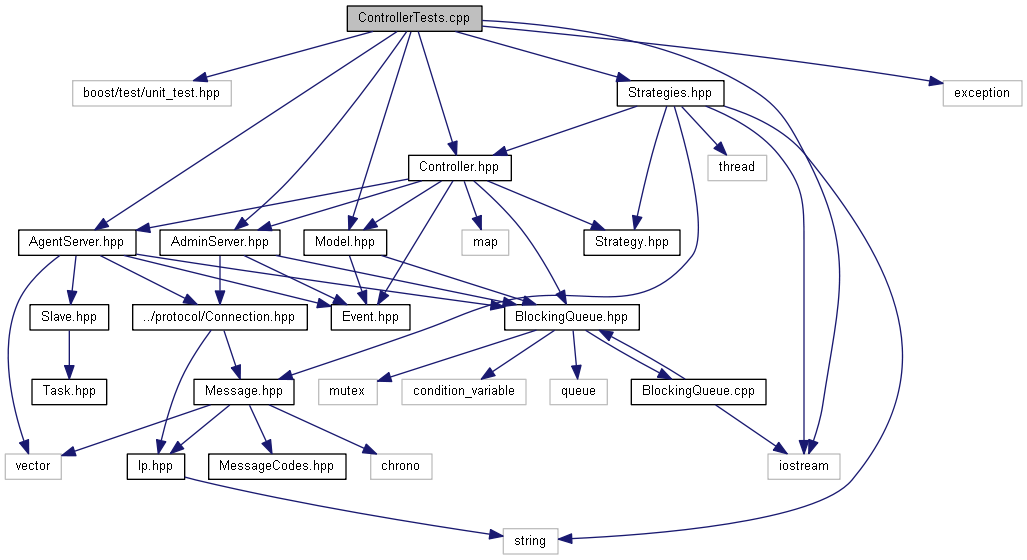 ControllerTests.cpp
boost/test/unit_test.hpp
Strategies.hpp
exception
Controller.hpp
thread
AgentServer.hpp
AdminServer.hpp
Model.hpp
map
Strategy.hpp
Slave.hpp
../protocol/Connection.hpp
Event.hpp
BlockingQueue.hpp
Task.hpp
Message.hpp
mutex
condition_variable
queue
BlockingQueue.cpp
vector
Ip.hpp
MessageCodes.hpp
chrono
iostream
string